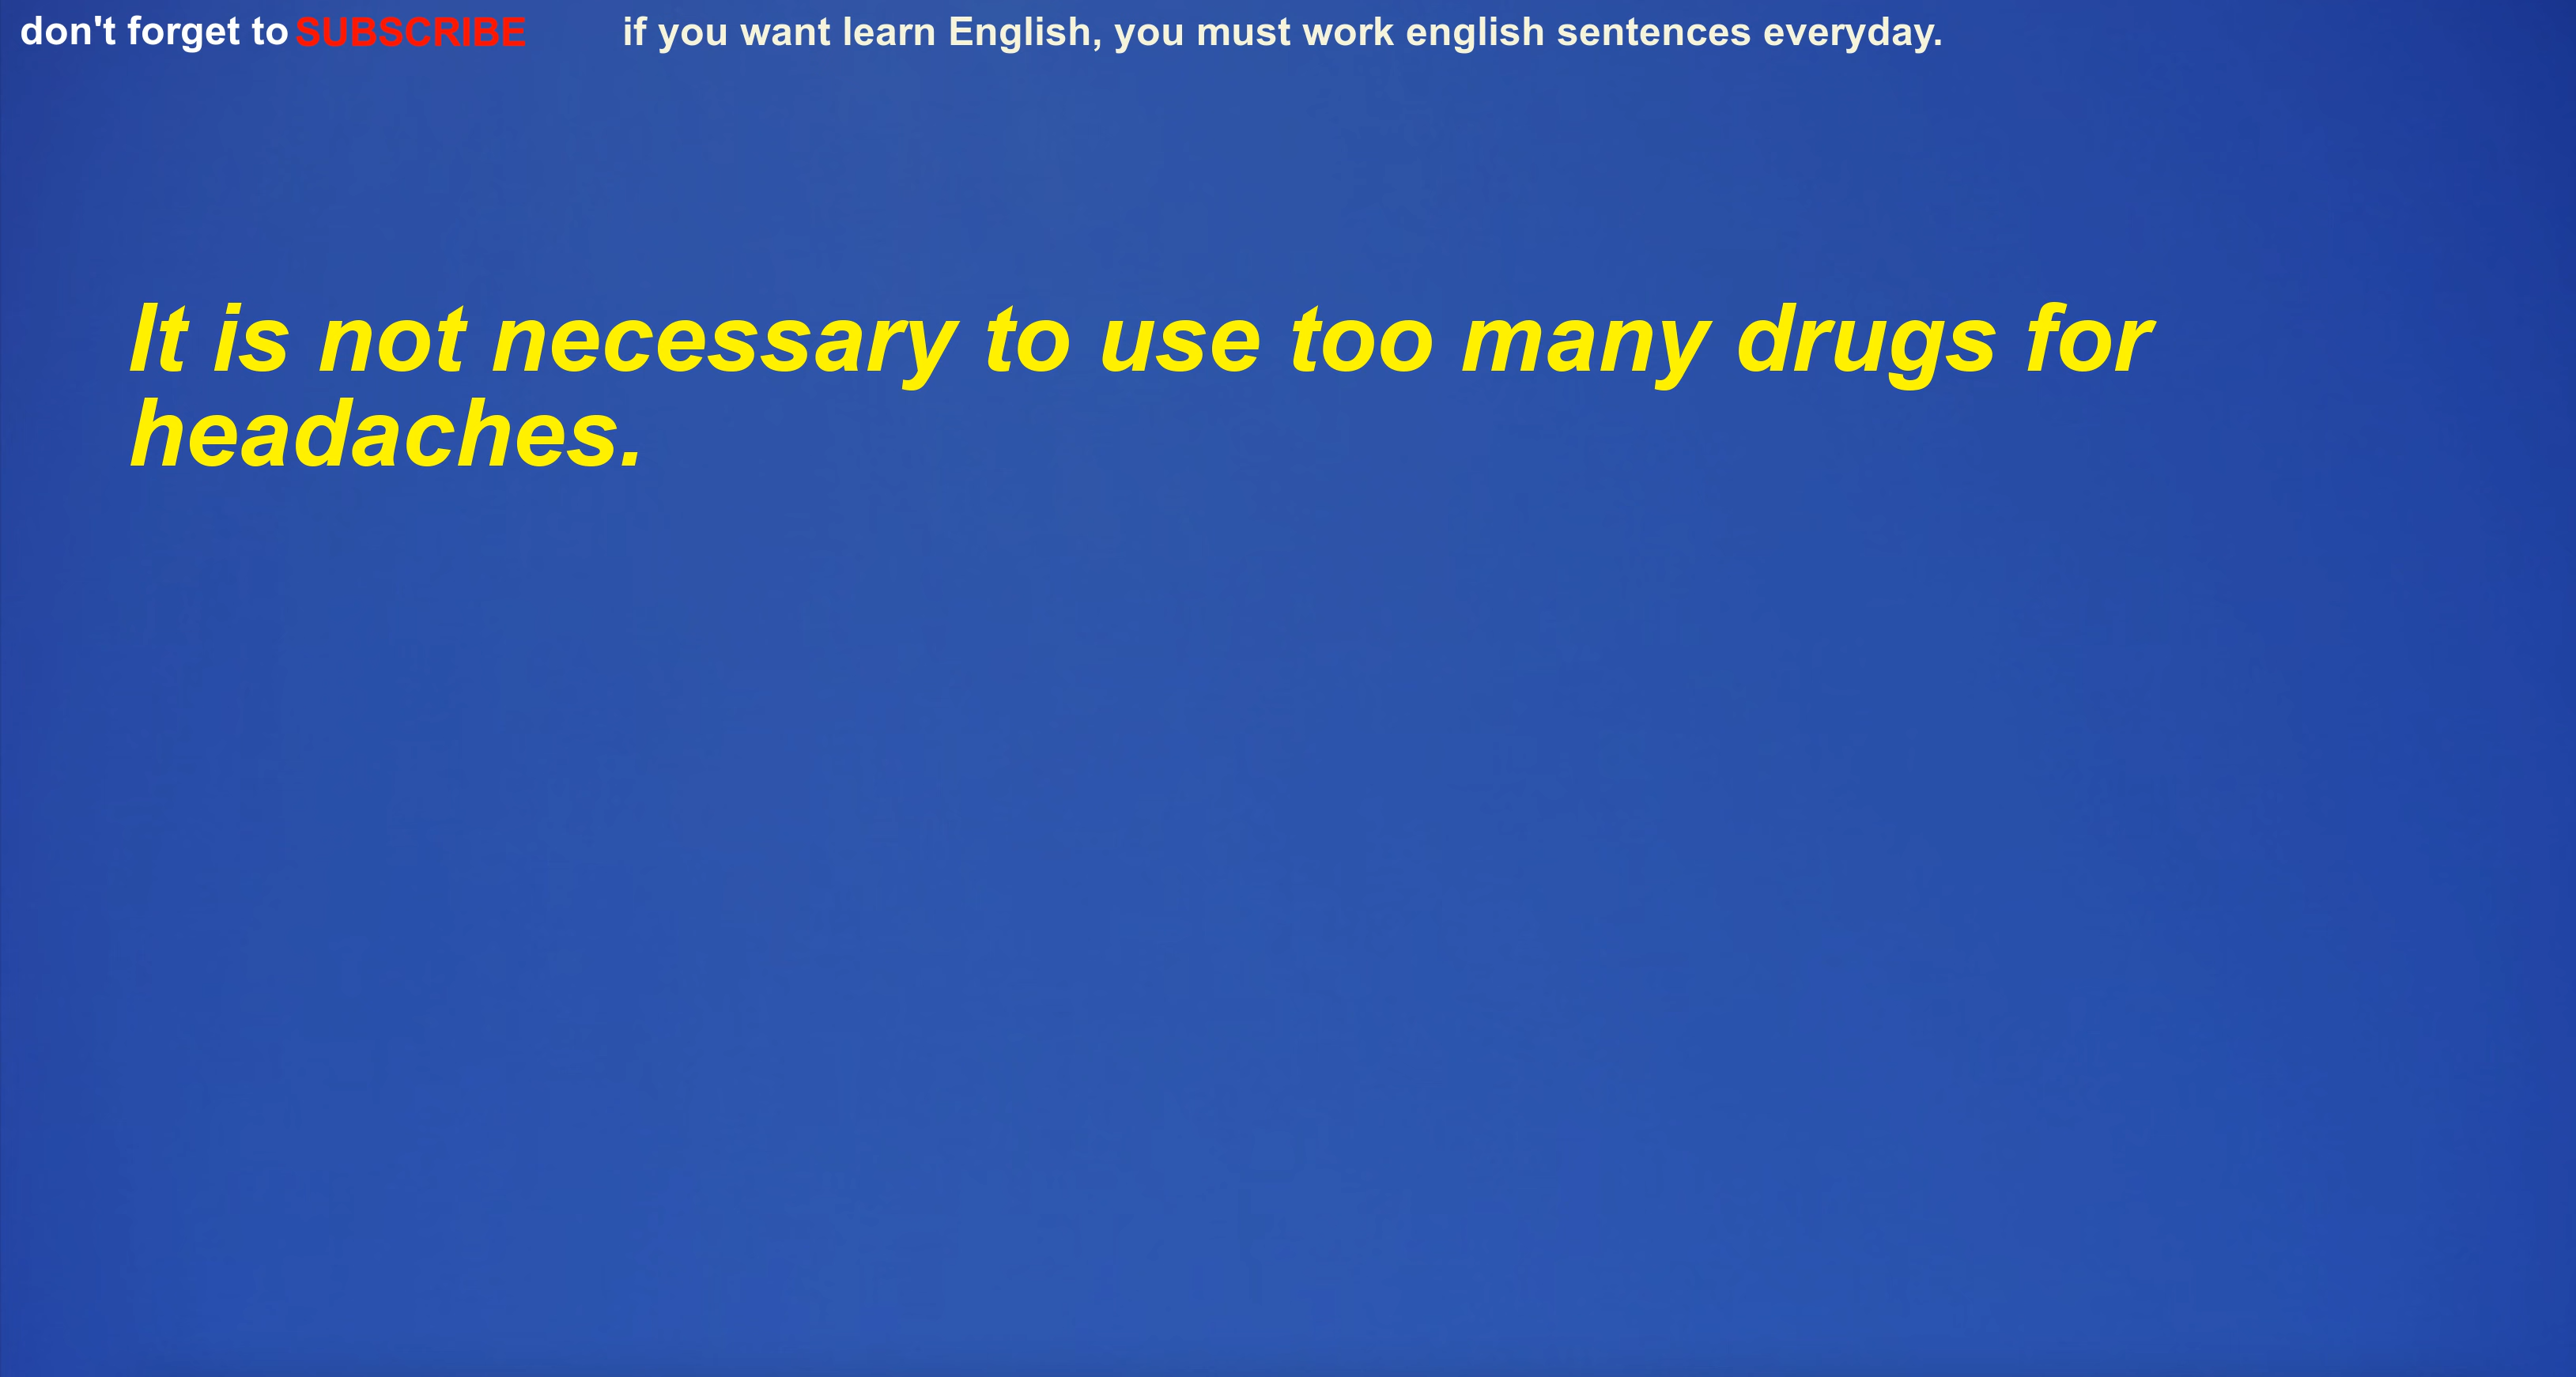 don't forget to SUBSCRIBE if you want learn English, you must work english sentences everyday.
It is not necessary to use too many drugs for
headaches.